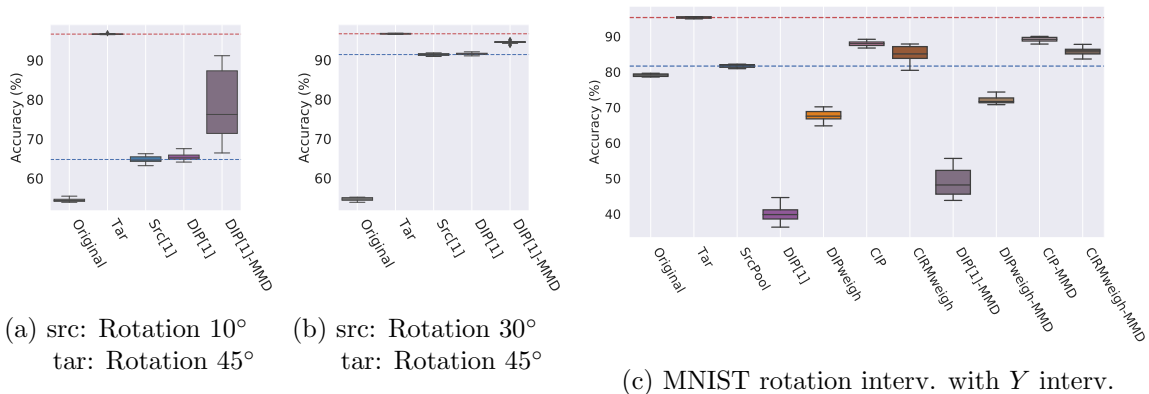 Accuracy (%)
90
80
70
60
Original
Tar
Src[1]
DIP[1]
DIP[1]-MMD
(a) src: Rotation 10°
tar: Rotation 45°
Accuracy (%)
90
80
70
60
Original
Tar
Src[1]
DIP[1]
DIP[1]-MMD
(b) src: Rotation 30°
tar: Rotation 45°
Accuracy (%)
90
80
70
60
50
40
Original
Tar
SrcPool
DIP[1]
DIPweigh
CIP
CIRMweigh
DIP[1]-MMD
DIPweigh-MMD
CIP-MMD
CIRMweigh-MMD
(c) MNIST rotation interv. with Y interv.